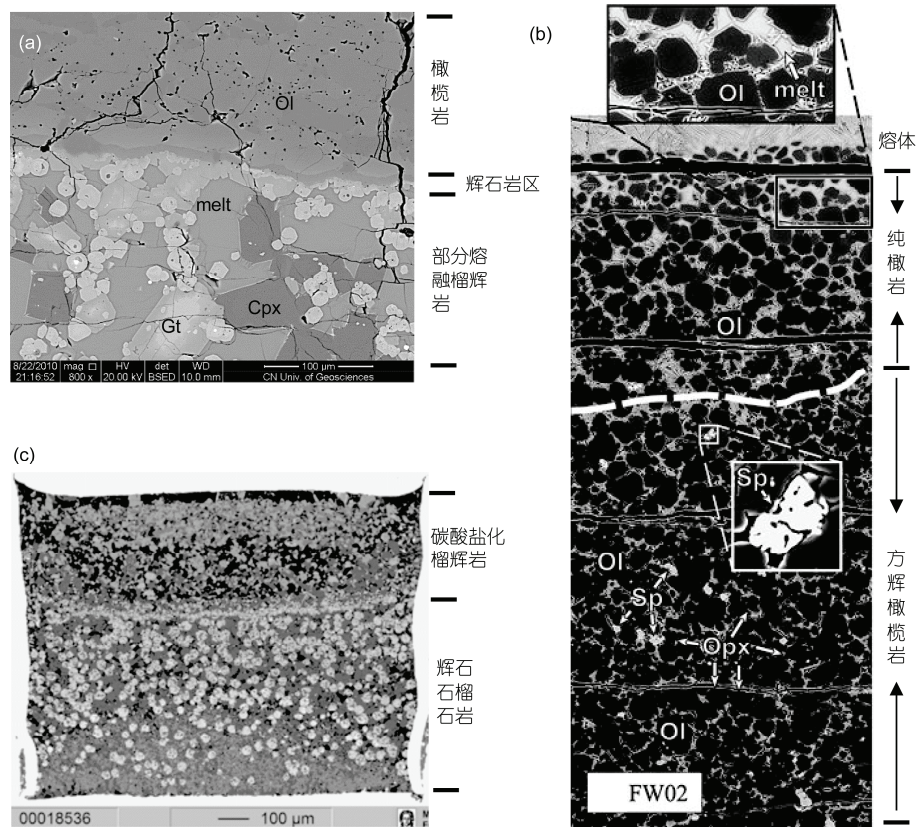 (a)
Ol
melt
Gt
Cpx
8/22/2010 mag □ HV det WD
21:16:52 800 x 20.00 kV BSED 10.0 mm
100 μm
CN Univ. of Geosciences
橄
榄
岩
辉石岩区
部分熔
融榴辉
岩
(b)
melt
Ol
熔体
纯
橄
岩
Ol
Sp
Ol
Sp
Opx
Ol
FW02
方
辉
橄
榄
岩
(c)
碳酸盐化
榴辉岩
辉石
石榴
石岩
00018536
100 μm